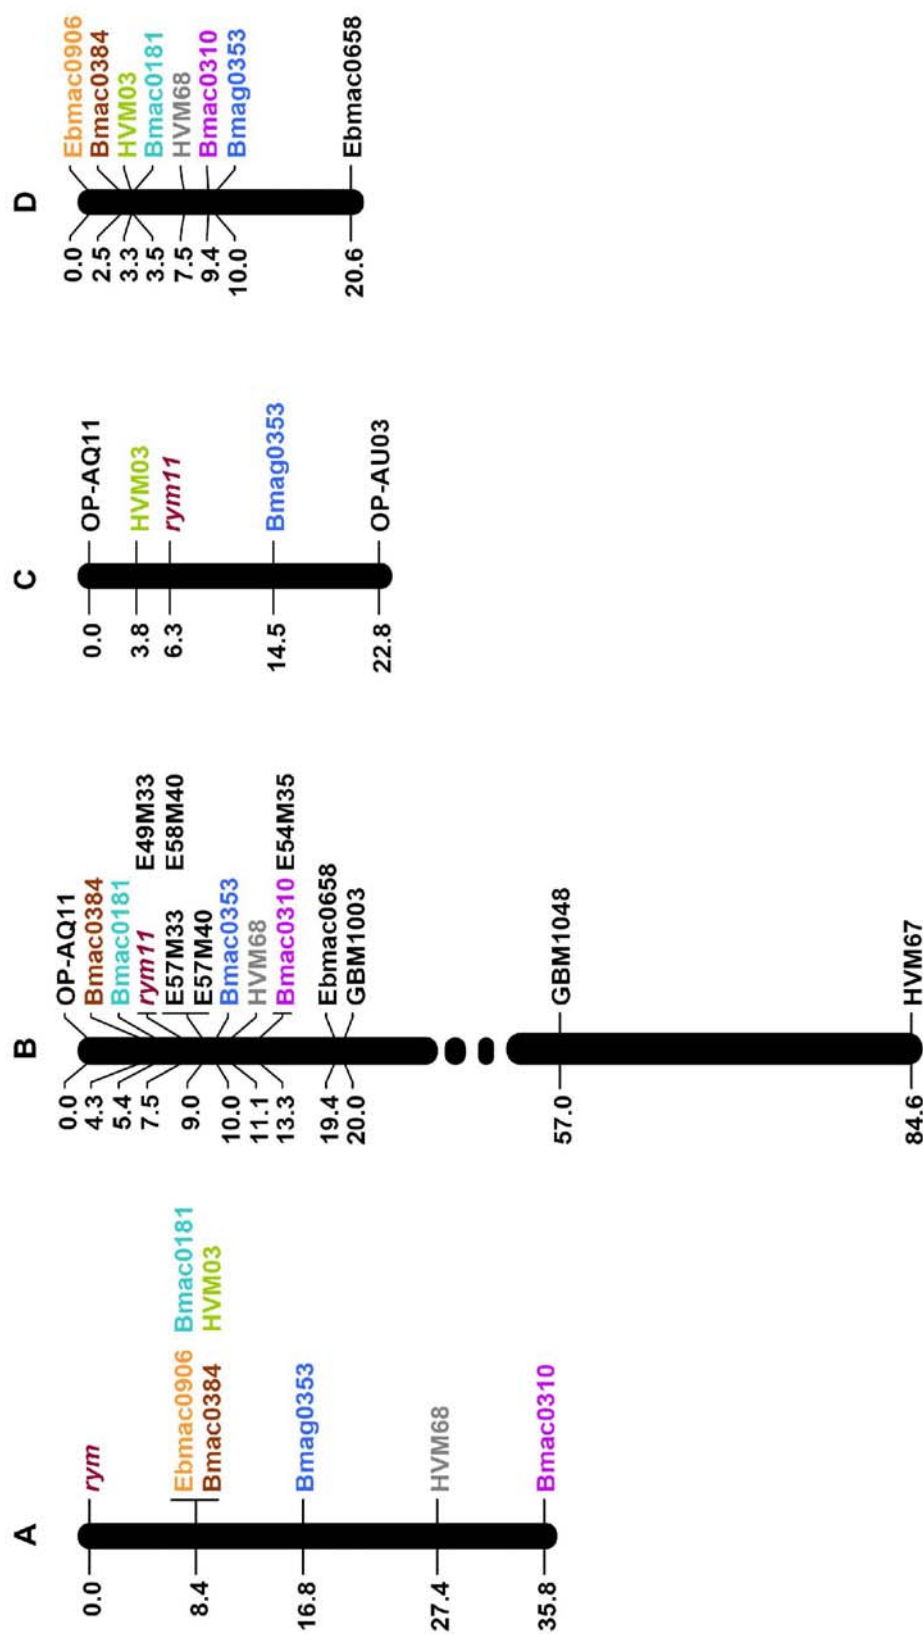 A
0.0 rym
Ebmac0906 Bmac0181
8.4
Bmac0384 HVM03
16.8 Bmag0353
27.4 HVM68
35.8 Bmac0310
B
0.0 OP-AQ11
4.3 Bmac0384
5.4 Bmac0181
7.5 rym11 E49M33
E57M33 E58M40
9.0 E57M40
10.0 Bmac0353
11.1 HVM68
13.3 Bmac0310 E54M35
19.4 Ebmac0658
20.0 GBM1003
57.0 GBM1048
84.6 HVM67
C
0.0 OP-AQ11
3.8 HVM03
6.3 rym11
14.5 Bmag0353
22.8 OP-AU03
D
0.0 Ebmac0906
2.5 Bmac0384
3.3 HVM03
3.5 Bmac0181
7.5 HVM68
9.4 Bmac0310
10.0 Bmag0353
20.6 Ebmac0658